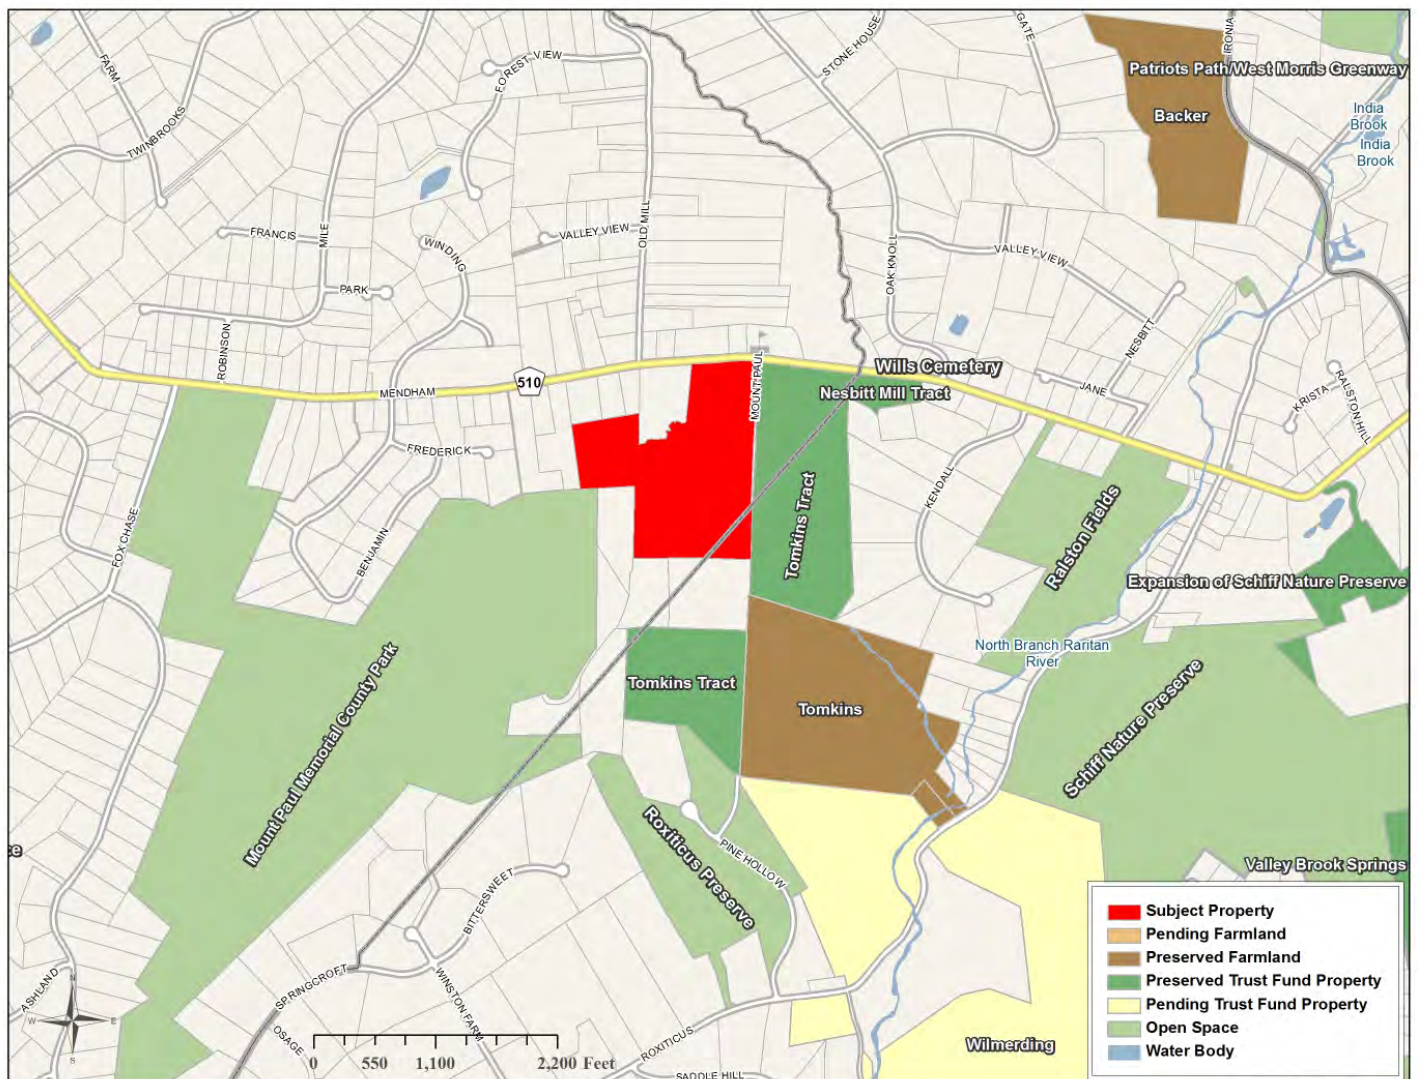 FARM
TWINBROOKS
FOREST VIEW
STONE HOUSE
GATE
IRONIA
Patriots Path/West Morris Greenway
Backer
India
Brook
India
Brook
FRANCIS
MILE
WINDING
VALLEY VIEW
OLD MILL
OAK KNOLL
VALLEY VIEW
PARK
ROBINSON
NESBITT
MENDHAM
510
MOUNT PAUL
Wills Cemetery
Nesbitt Mill Tract
JANE
KRISTA
RALSTON HILL
FREDERICK
KENDALL
FOX CHASE
BENJAMIN
Tomkins Tract
Ralston Fields
Expansion of Schiff Nature Preserve
North Branch Raritan
River
Mount Paul Memorial County Park
Tomkins Tract
Tomkins
Schiff Nature Preserve
Roxiticus Preserve
PINE HOLLOW
BITTERSWEET
Valley Brook Springs
ASHLAND
SPRINGCROFT
WINSTON FARM
OSAGE
ROXITICUS
SADDLE HILL
Wilmerding
N
W
E
S
0 550 1,100 2,200 Feet
Subject Property
Pending Farmland
Preserved Farmland
Preserved Trust Fund Property
Pending Trust Fund Property
Open Space
Water Body